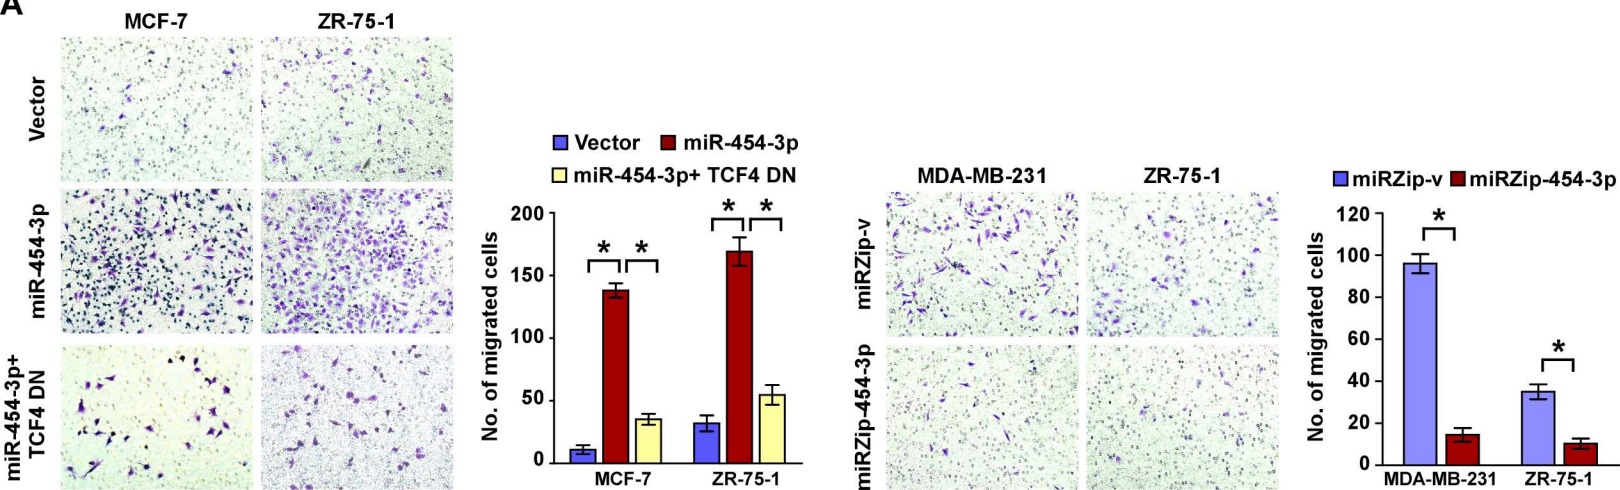 A
MCF-7 ZR-75-1
Vector
miR-454-3p
miR-454-3p+
TCF4 DN
Vector miR-454-3p
miR-454-3p+ TCF4 DN
No. of migrated cells
200
150
100
50
0
* * * *
MCF-7 ZR-75-1
MDA-MB-231 ZR-75-1
miRZip-v
miRZip-454-3p
miRZip-v miRZip-454-3p
No. of migrated cells
120
100
80
60
40
20
0
* *
MDA-MB-231 ZR-75-1